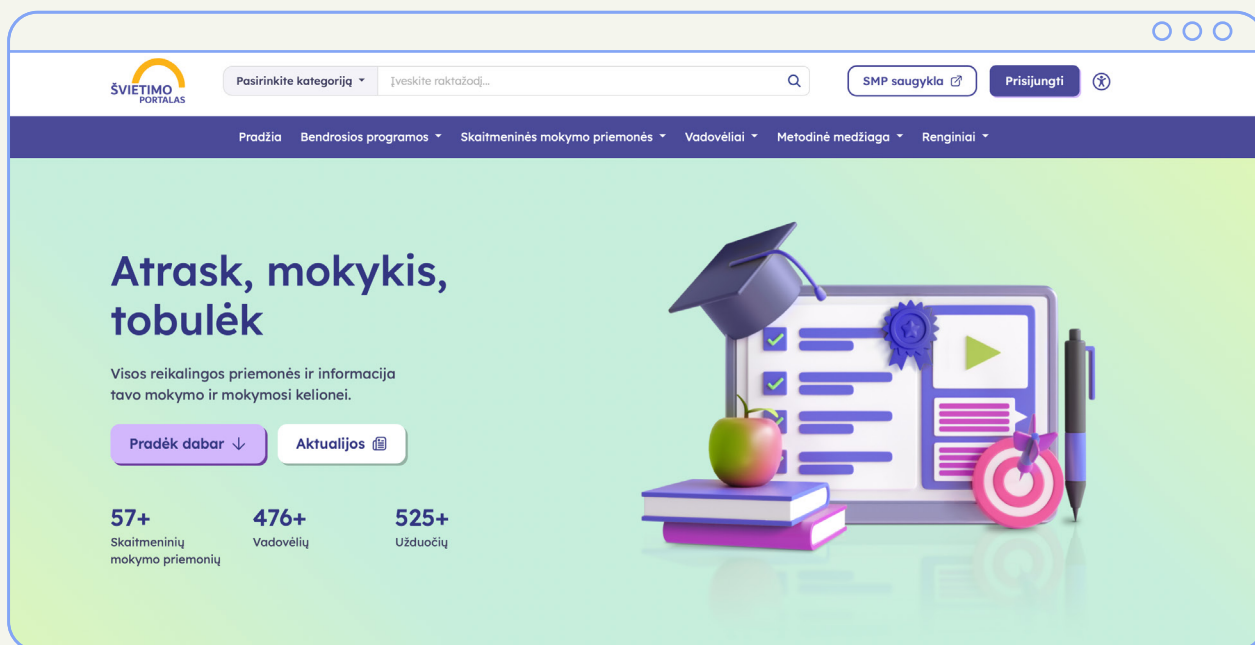 ŠVIETIMO
PORTALAS
Pasirinkite kategoriją
Įveskite raktažodį...
SMP saugykla
Prisijungti
Pradžia
Bendrosios programos
Skaitmeninės mokymo priemonės
Vadovėliai
Metodinė medžiaga
Renginiai
Atrask, mokykis,
tobulėk
Visos reikalingos priemonės ir informacija
tavo mokymo ir mokymosi kelionei.
Pradėk dabar
Aktualijos
57+
Skaitmeninių
mokymo priemonių
476+
Vadovėlių
525+
Užduočių